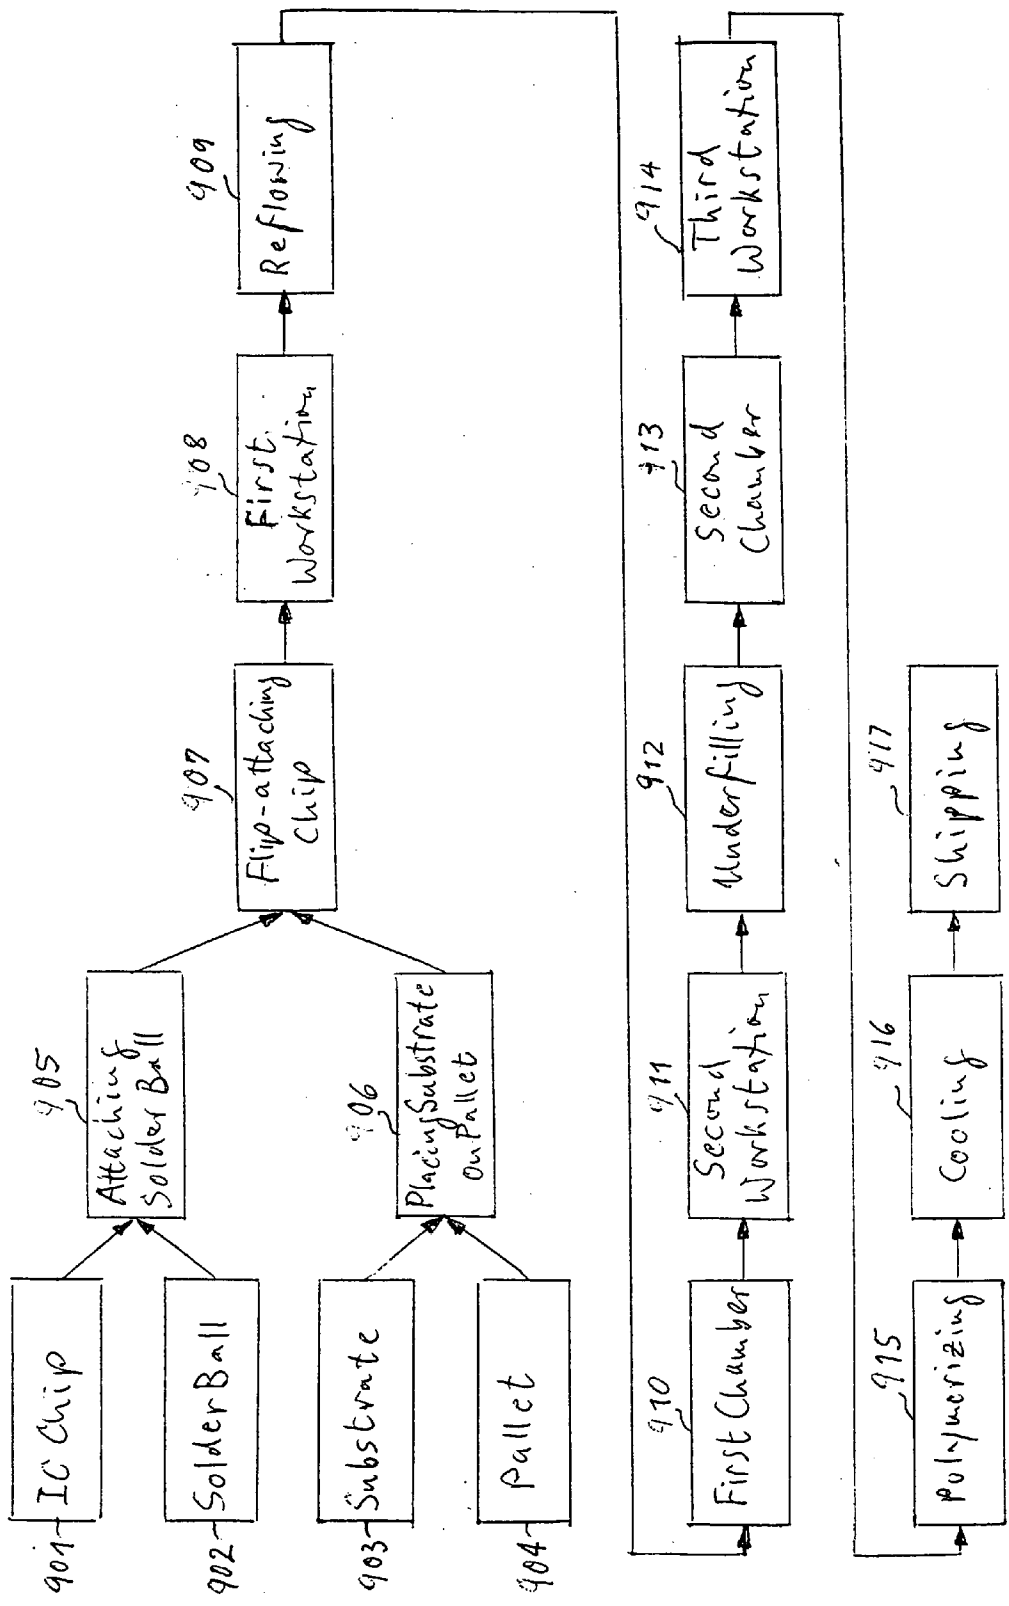 901
IC Chip
902
Solder Ball
903
Substrate
904
Pallet
905
Attaching
Solder Ball
906
Placing Substrate
on Pallet
907
Flip-attaching
Chip
908
First
Workstation
909
Reflowing
910
First Chamber
911
Second
Workstation
912
Underfilling
913
Second
Chamber
914
Third
Workstation
915
Polymerizing
916
Cooling
917
Shipping